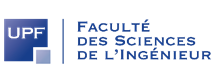 UPF
FACULTÉ
DES SCIENCES
DE L'INGÉNIEUR